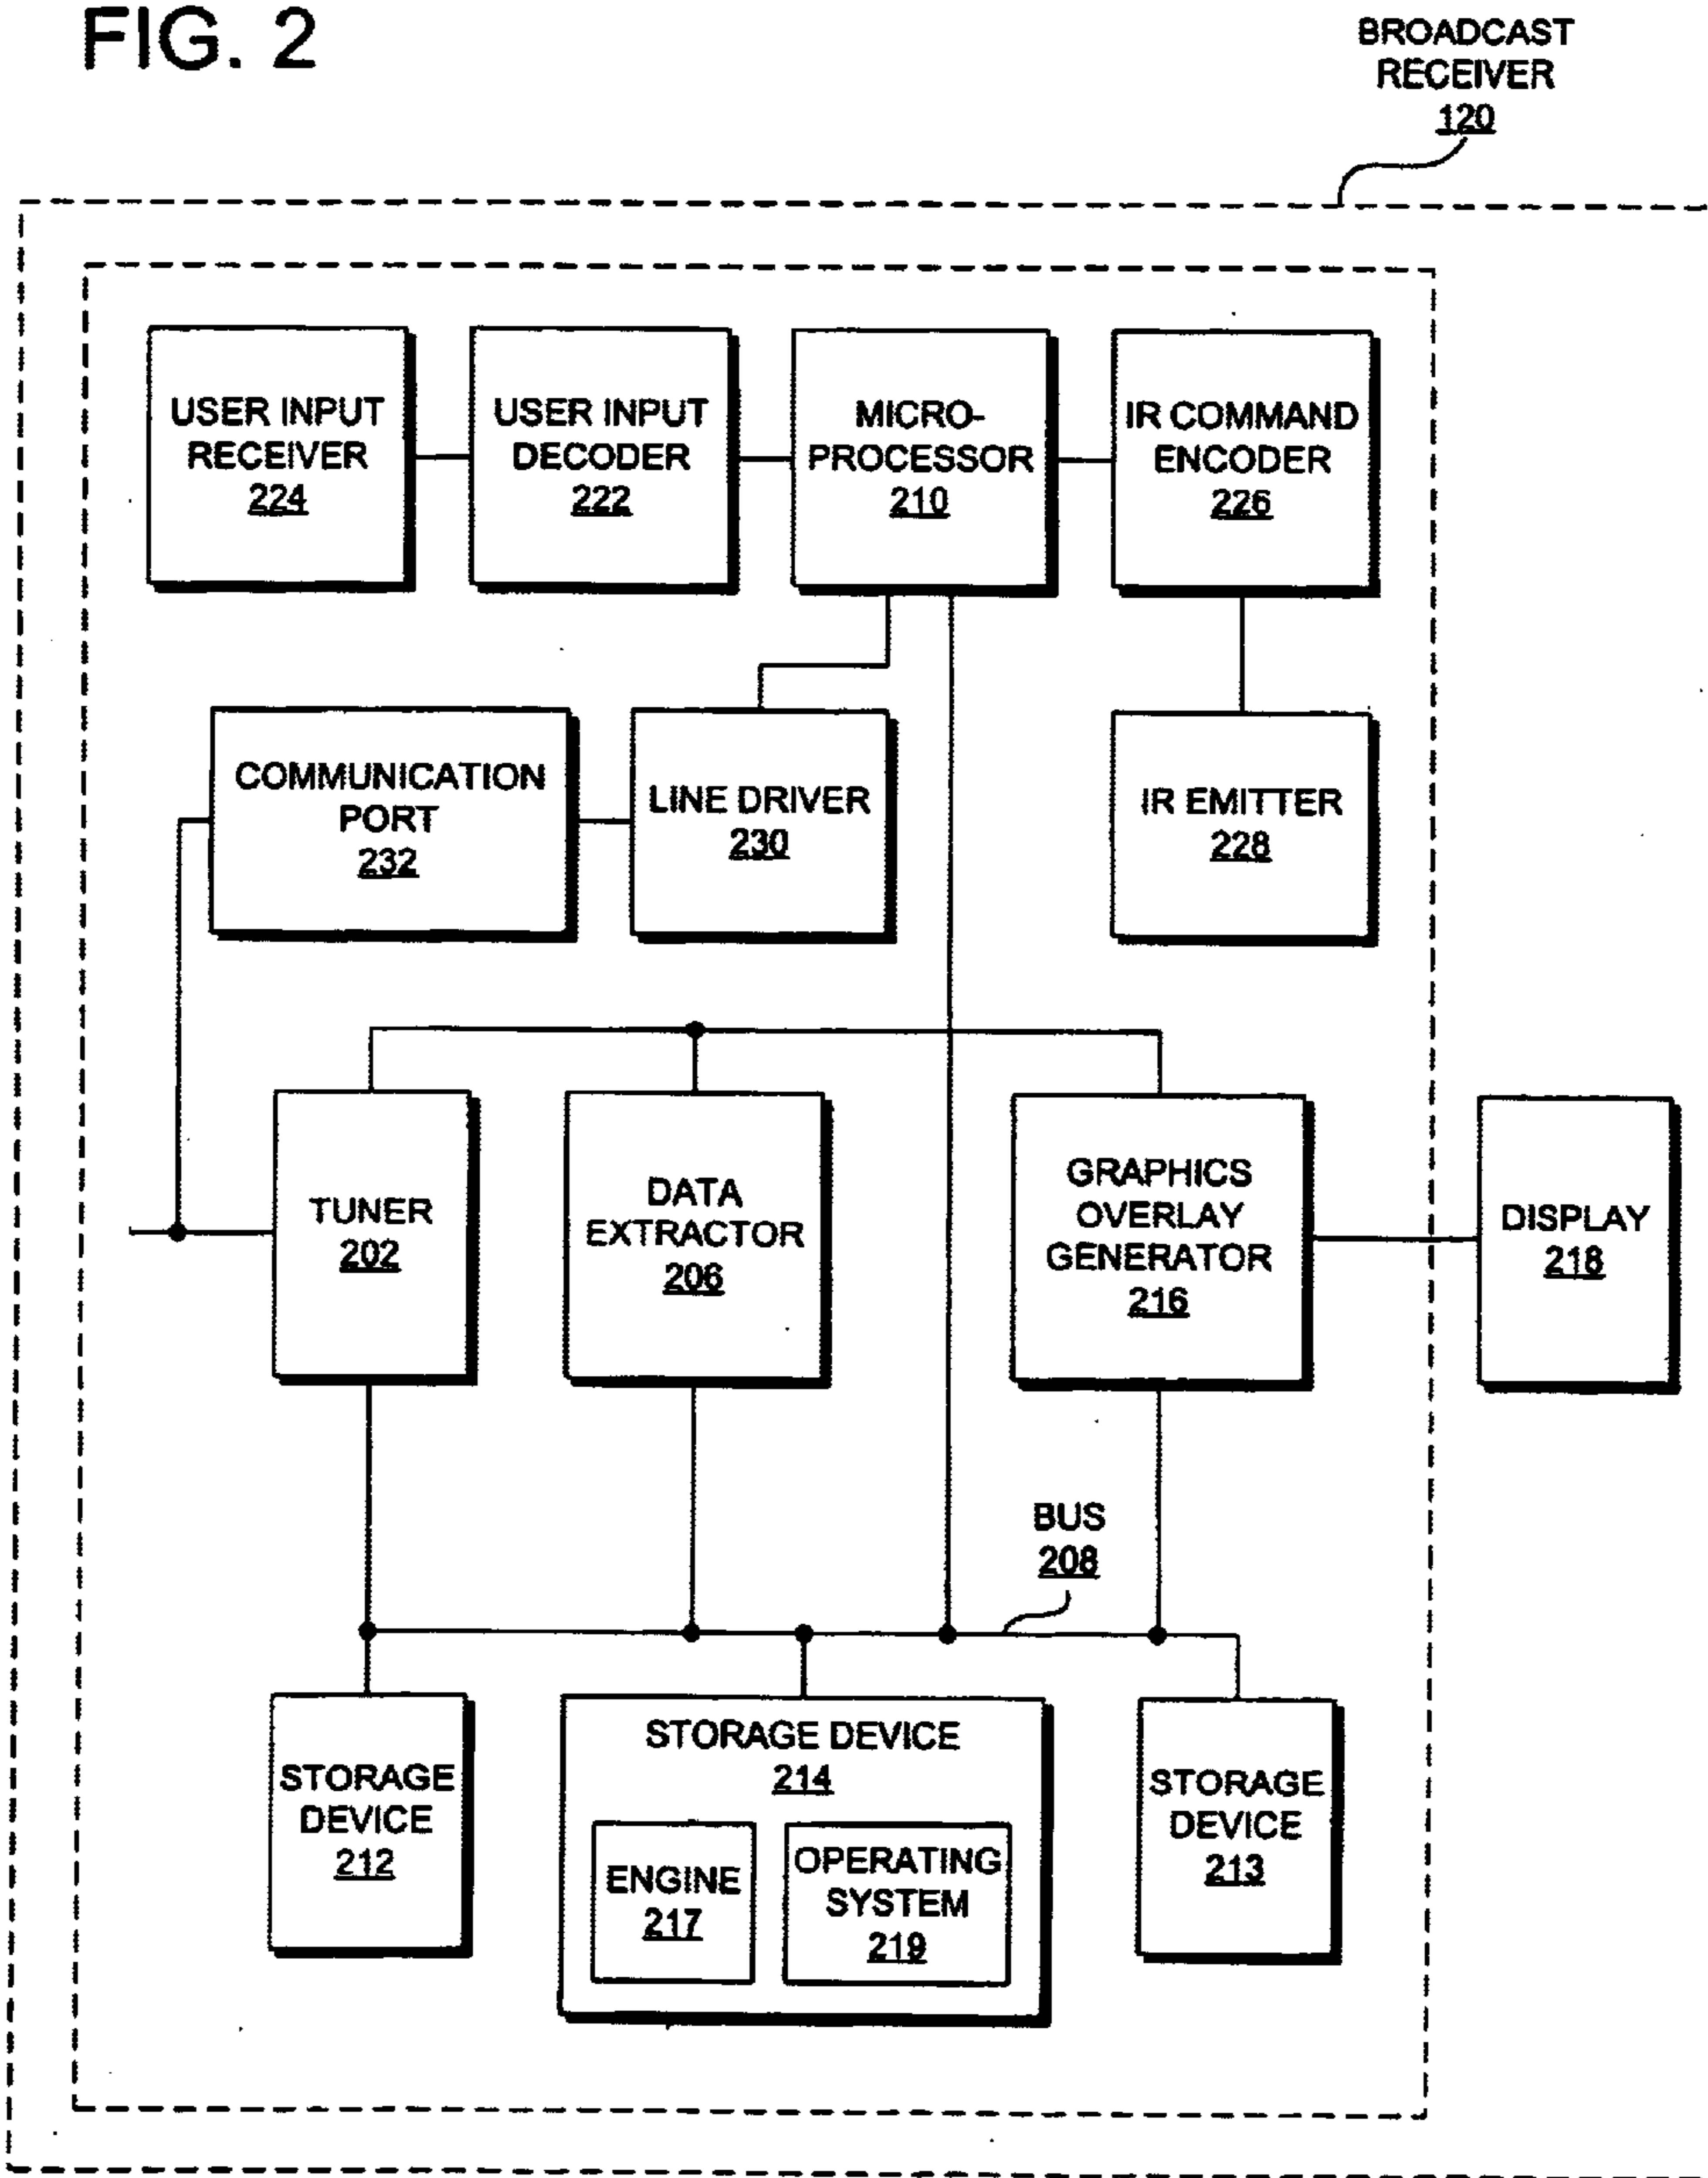 FIG. 2
BROADCAST
RECEIVER
120
USER INPUT
RECEIVER
224
USER INPUT
DECODER
222
MICRO-
PROCESSOR
210
IR COMMAND
ENCODER
226
COMMUNICATION
PORT
232
LINE DRIVER
230
IR EMITTER
228
TUNER
202
DATA
EXTRACTOR
206
GRAPHICS
OVERLAY
GENERATOR
216
DISPLAY
218
BUS
208
STORAGE
DEVICE
212
STORAGE DEVICE
214
ENGINE
217
OPERATING
SYSTEM
219
STORAGE
DEVICE
213